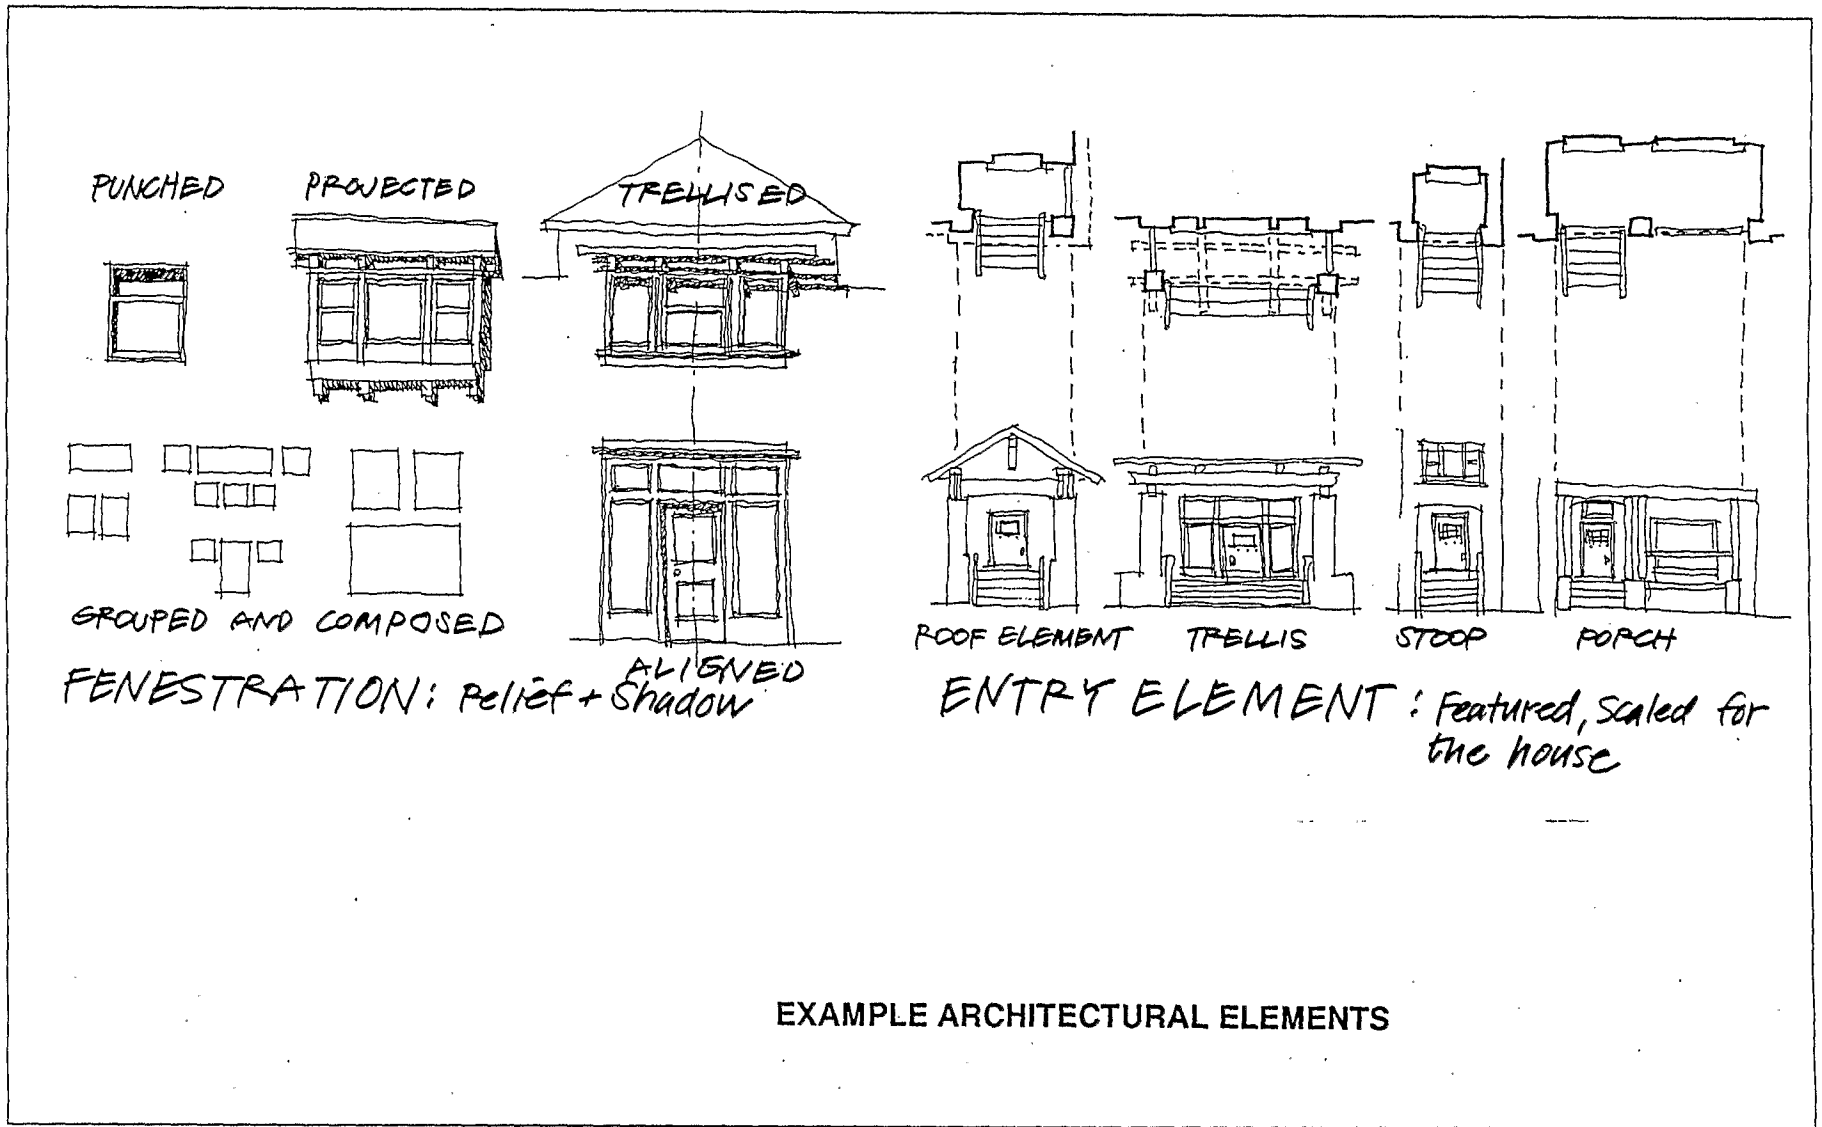 PUNCHED
PROJECTED
TRELLISED
GROUPED AND COMPOSED
ALIGNED
FENESTRATION: Relief + Shadow
ROOF ELEMENT
TRELLIS
STOOP
PORCH
ENTRY ELEMENT: Featured, Scaled for
the house
EXAMPLE ARCHITECTURAL ELEMENTS